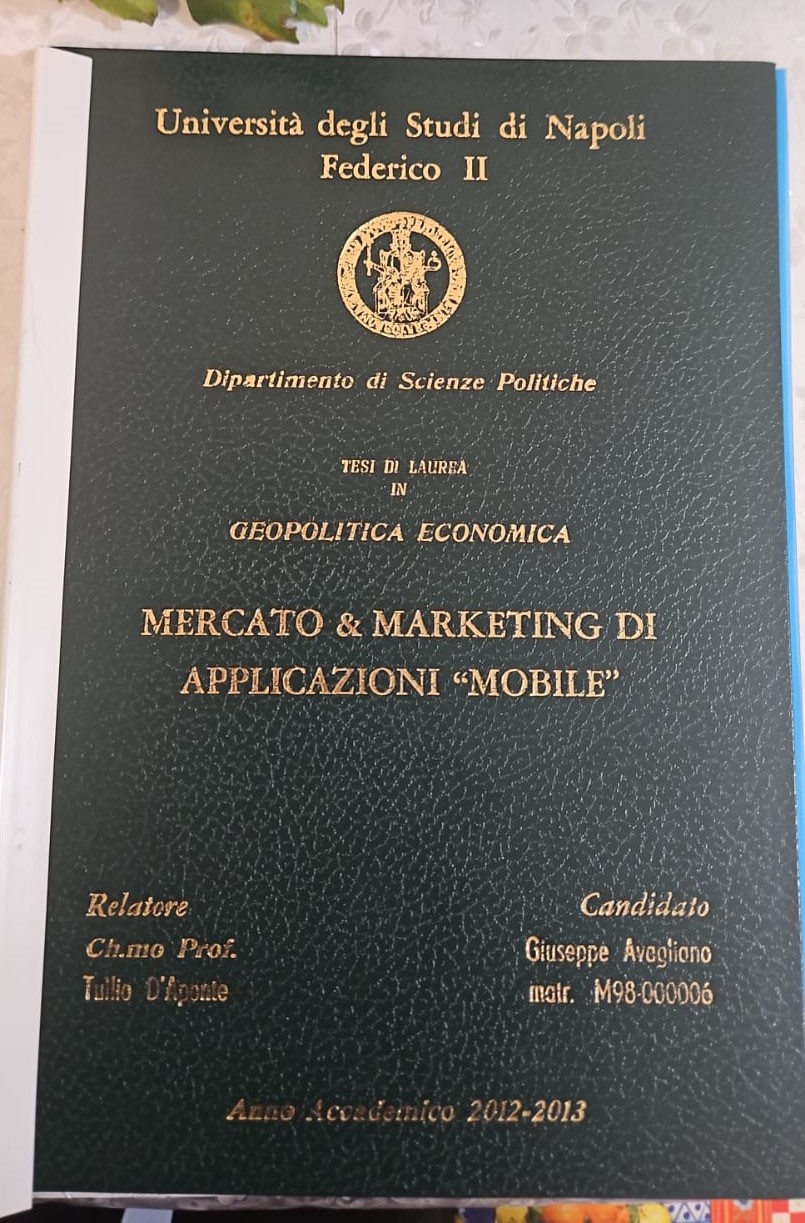 Università degli Studi di Napoli
Federico II
Dipartimento di Scienze Politiche
TESI DI LAUREA
IN
GEOPOLITICA ECONOMICA
MERCATO & MARKETING DI
APPLICAZIONI “MOBILE”
Relatore
Ch.mo Prof.
Tullio D'Aponte
Candidato
Giuseppe Avagliano
matr. M98-000006
Anno Accademico 2012-2013